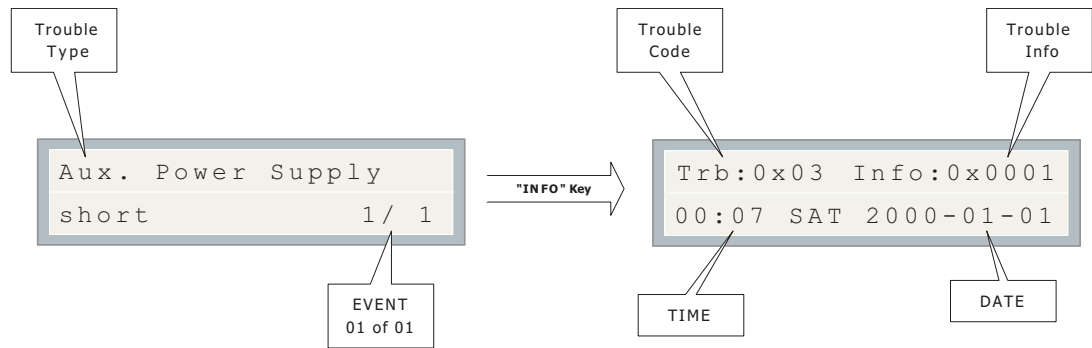 Trouble
Type
Aux. Power Supply
short 1/ 1
EVENT
01 of 01
"INFO" Key
Trouble
Code
Trouble
Info
Trb:0x03 Info:0x0001
00:07 SAT 2000-01-01
TIME
DATE